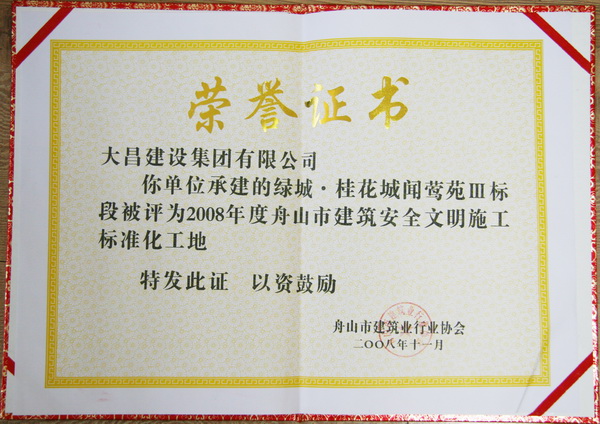 荣誉证书
大昌建设集团有限公司
你单位承建的绿城·桂花城闻莺苑Ⅲ标
段被评为2008年度舟山市建筑安全文明施工
标准化工地
特发此证 以资鼓励
舟山市建筑业行业协会
二〇〇八年十一月